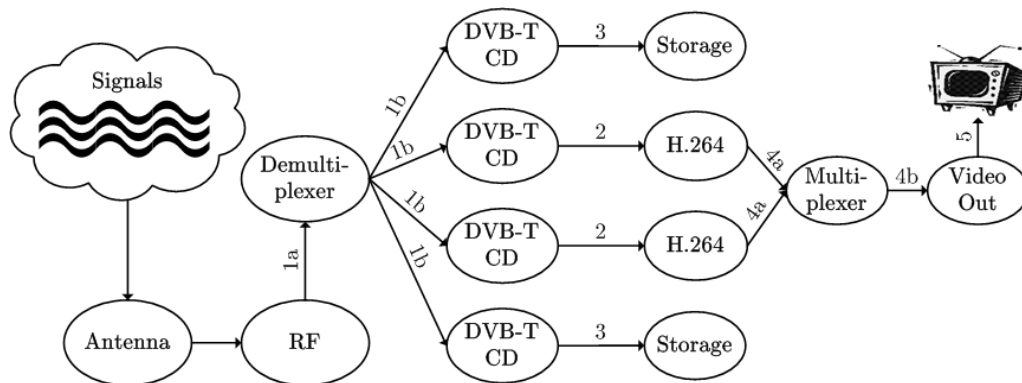 Signals
Antenna
RF
1a
Demulti-
plexer
1b
1b
1b
1b
DVB-T
CD
3
Storage
DVB-T
CD
2
H.264
4a
DVB-T
CD
2
H.264
4a
DVB-T
CD
3
Storage
Multi-
plexer
4b
Video
Out
5